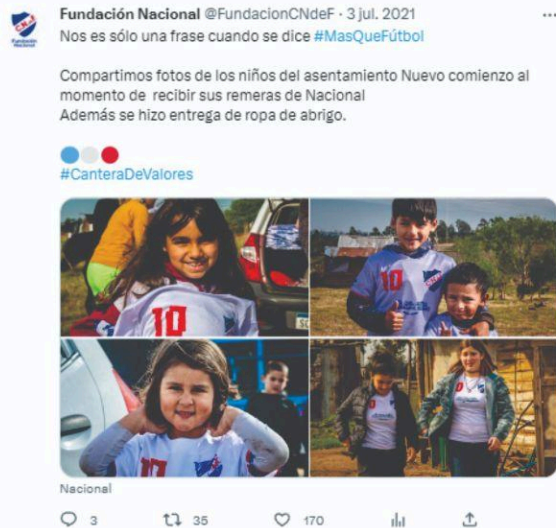 Fundación Nacional @FundacionCNdeF · 3 jul. 2021
Nos es sólo una frase cuando se dice #MasQueFútbol
Compartimos fotos de los niños del asentamiento Nuevo comienzo al
momento de recibir sus remeras de Nacional
Además se hizo entrega de ropa de abrigo.
#CanteraDeValores
10
10
10
Nacional
3 35 170